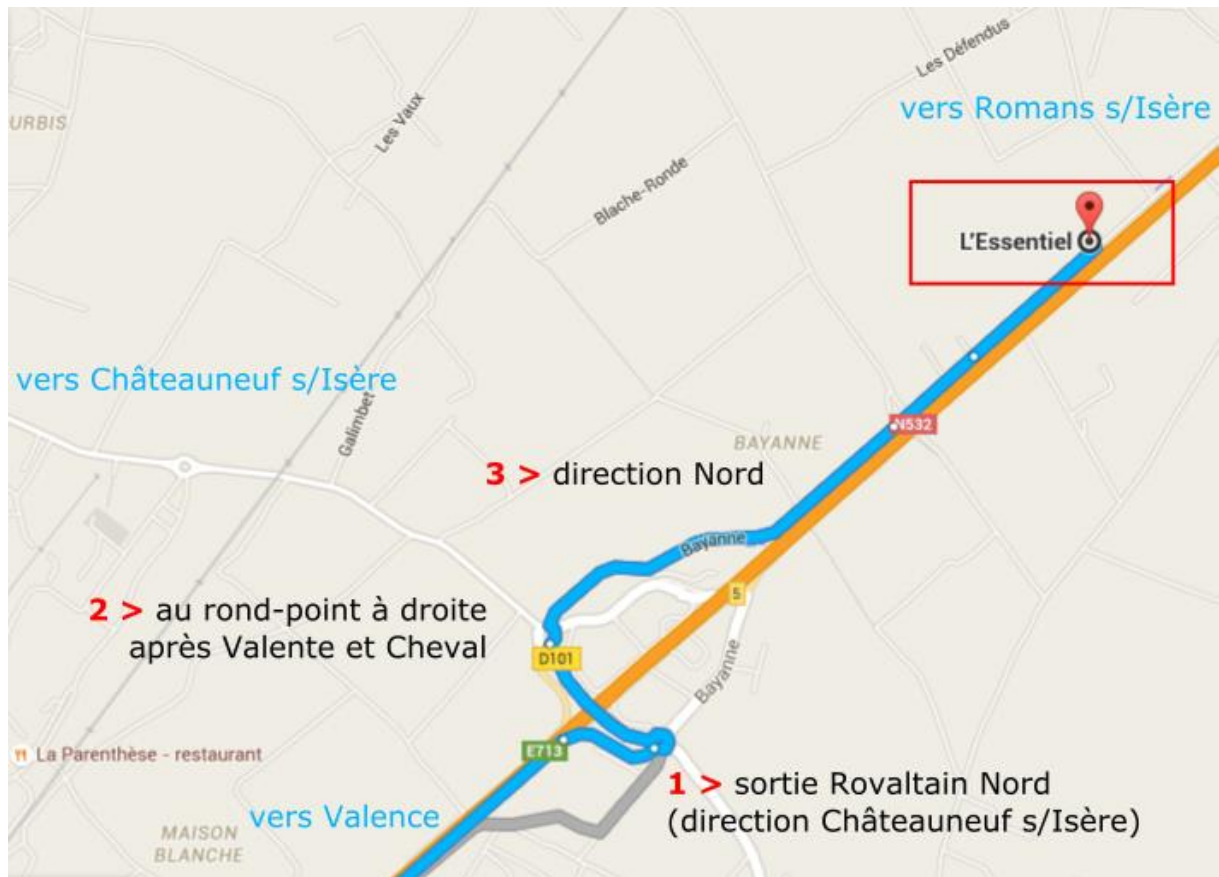 Les Défendus
vers Romans s/Isère
URBIS
Les Vaux
Blache-Ronde
L'Essentiel
vers Châteauneuf s/Isère
Galimbet
N532
BAYANNE
3 > direction Nord
Bayanne
5
2 > au rond-point à droite
après Valente et Cheval
D101
Bayanne
E713
La Parenthèse - restaurant
1 > sortie Rovaltain Nord
(direction Châteauneuf s/Isère)
vers Valence
MAISON
BLANCHE